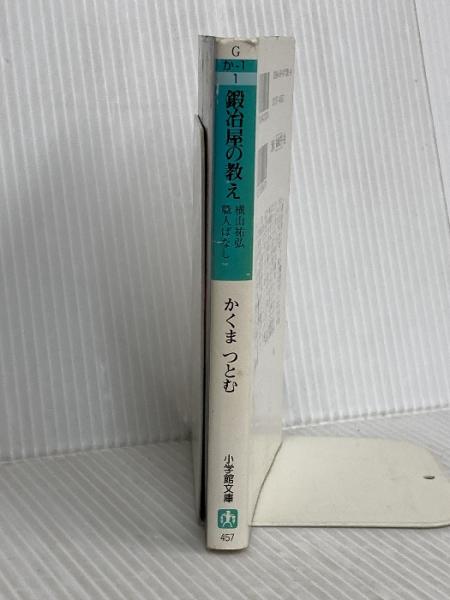 G
か-1
1
鍛冶屋の教え
横山祐弘
職人ばなし
かくま つとむ
小学館文庫
457